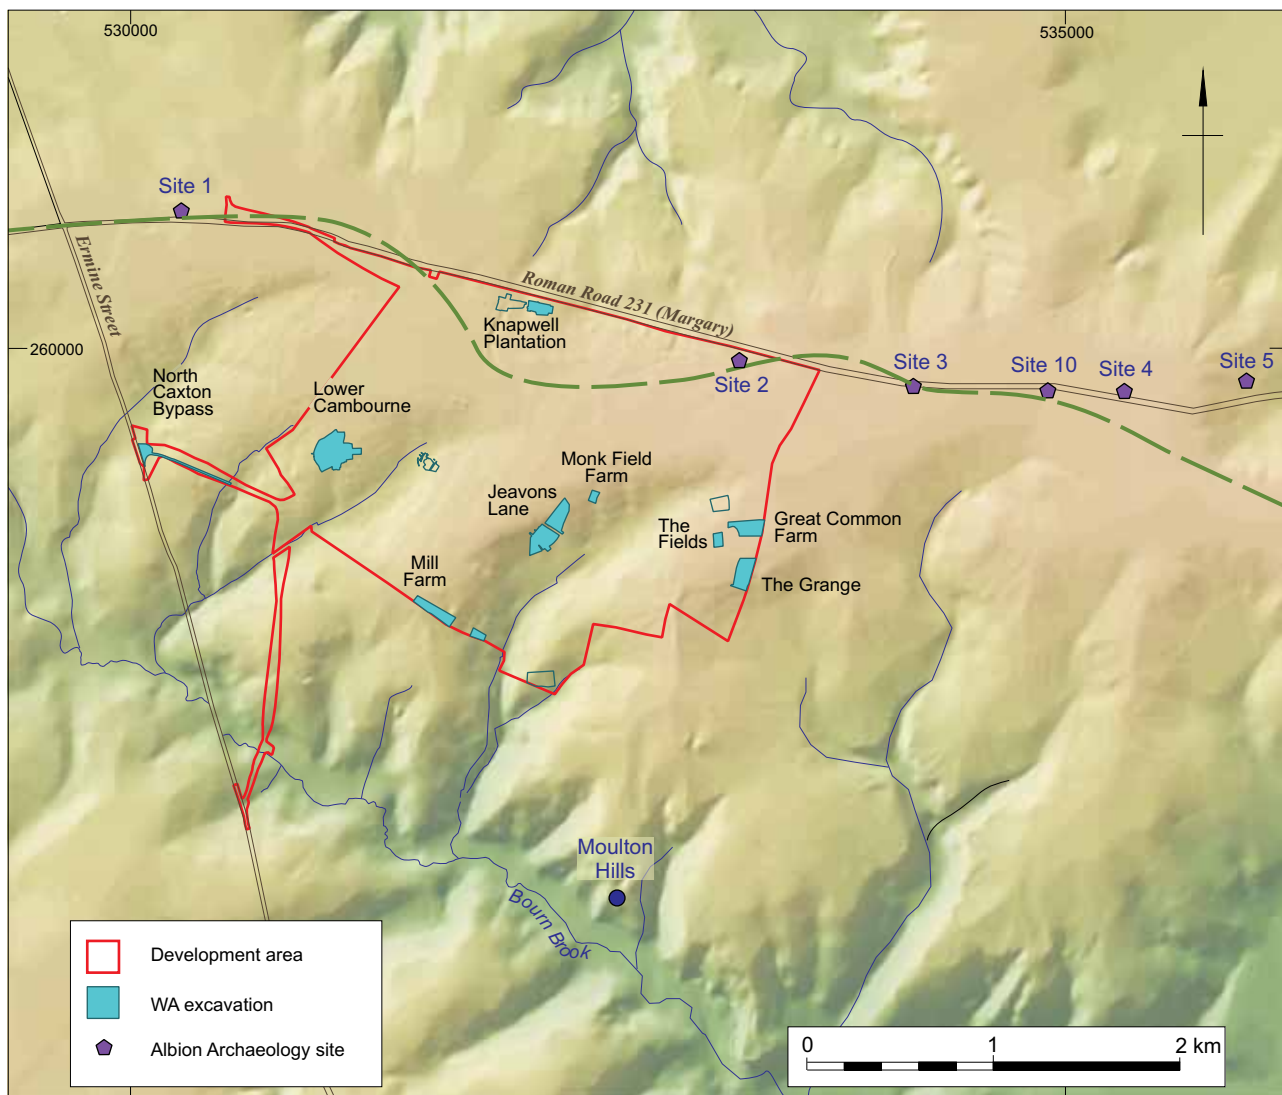 530000
535000
Site 1
Ermine Street
Roman Road 231 (Margary)
Knapwell
Plantation
260000
Site 2
Site 3
Site 10
Site 4
Site 5
North
Caxton
Bypass
Lower
Cambourne
Monk Field
Farm
Jeavons
Lane
The
Fields
Great Common
Farm
Mill
Farm
The Grange
Moulton
Hills
Bourn Brook
Development area
WA excavation
Albion Archaeology site
0
1
2 km